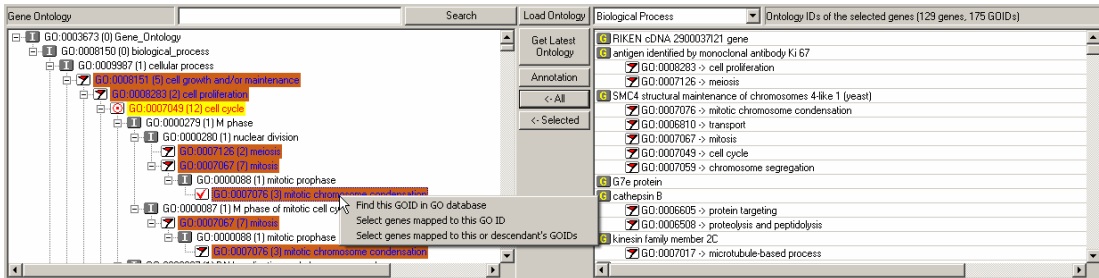 Gene Ontology
Search
Load Ontology
Biological Process
Ontology IDs of the selected genes (129 genes, 175 GOIDs)
GO:0003673 (0) Gene_Ontology
GO:0008150 (0) biological_process
GO:0009987 (1) cellular process
GO:0008151 (5) cell growth and/or maintenance
GO:0008283 (2) cell proliferation
GO:0007049 (12) cell cycle
GO:0000279 (1) M phase
GO:0000280 (1) nuclear division
GO:0007126 (2) meiosis
GO:0007067 (7) mitosis
GO:0000088 (1) mitotic prophase
GO:0007076 (3) mitotic chromosome condensation
GO:0000087 (1) M phase of mitotic cell
GO:0007067 (7) mitosis
GO:0000088 (1) mitotic prophase
GO:0007076 (3) mitotic chromosome condensation
Find this GOID in GO database
Select genes mapped to this GO ID
Select genes mapped to this or descendant's GOIDs
Get Latest
Ontology
Annotation
<- All
<- Selected
RIKEN cDNA 2900037I21 gene
antigen identified by monoclonal antibody Ki 67
GO:0008283 -> cell proliferation
GO:0007126 -> meiosis
SMC4 structural maintenance of chromosomes 4-like 1 (yeast)
GO:0007076 -> mitotic chromosome condensation
GO:0006810 -> transport
GO:0007067 -> mitosis
GO:0007049 -> cell cycle
GO:0007059 -> chromosome segregation
G7e protein
cathepsin B
GO:0006605 -> protein targeting
GO:0006508 -> proteolysis and peptidolysis
kinesin family member 2C
GO:0007017 -> microtubule-based process